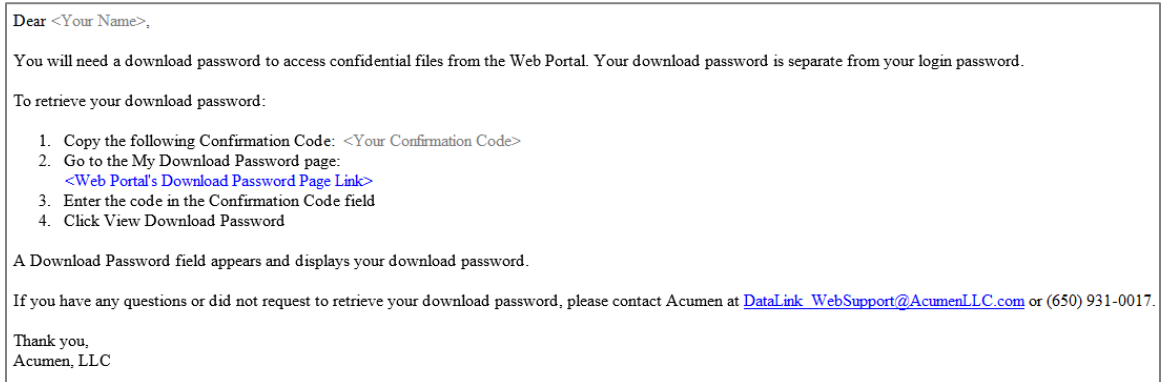 Dear <Your Name>,
You will need a download password to access confidential files from the Web Portal. Your download password is separate from your login password.
To retrieve your download password:
1. Copy the following Confirmation Code: <Your Confirmation Code>
2. Go to the My Download Password page:
<Web Portal's Download Password Page Link>
3. Enter the code in the Confirmation Code field
4. Click View Download Password
A Download Password field appears and displays your download password.
If you have any questions or did not request to retrieve your download password, please contact Acumen at DataLink_WebSupport@AcumenLLC.com or (650) 931-0017.
Thank you,
Acumen, LLC